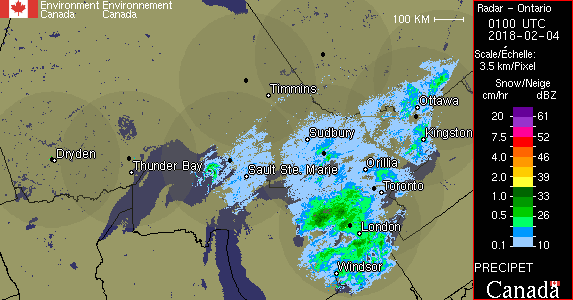 Environment Environnement
Canada Canada
100 KM
Timmins
Ottawa
Sudbury
Kingston
Dryden
Thunder Bay
Sault Ste. Marie
Orillia
Toronto
London
Windsor
Radar - Ontario
0100 UTC
2018-02-04
Scale/Échelle:
3.5 km/Pixel
Snow/Neige
cm/hr dBZ
20 61
7.5 52
4.0 46
2.0 39
1.0 33
0.5 26
0.1 10
PRECIPET
Canada